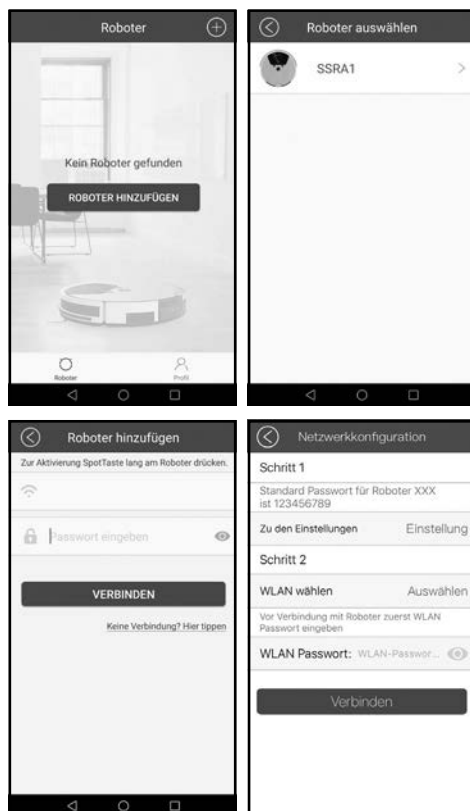 Roboter
Kein Roboter gefunden
ROBOTER HINZUFÜGEN
Roboter
Profil
Roboter auswählen
SSRA1
Roboter hinzufügen
Zur Aktivierung SpotTaste lang am Roboter drücken.
Passwort eingeben
VERBINDEN
Keine Verbindung? Hier tippen
Netzwerkkonfiguration
Schritt 1
Standard Passwort für Roboter XXX
ist 123456789
Zu den Einstellungen Einstellung
Schritt 2
WLAN wählen Auswählen
Vor Verbindung mit Roboter zuerst WLAN
Passwort eingeben
WLAN Passwort: WLAN-Passwor...
Verbinden